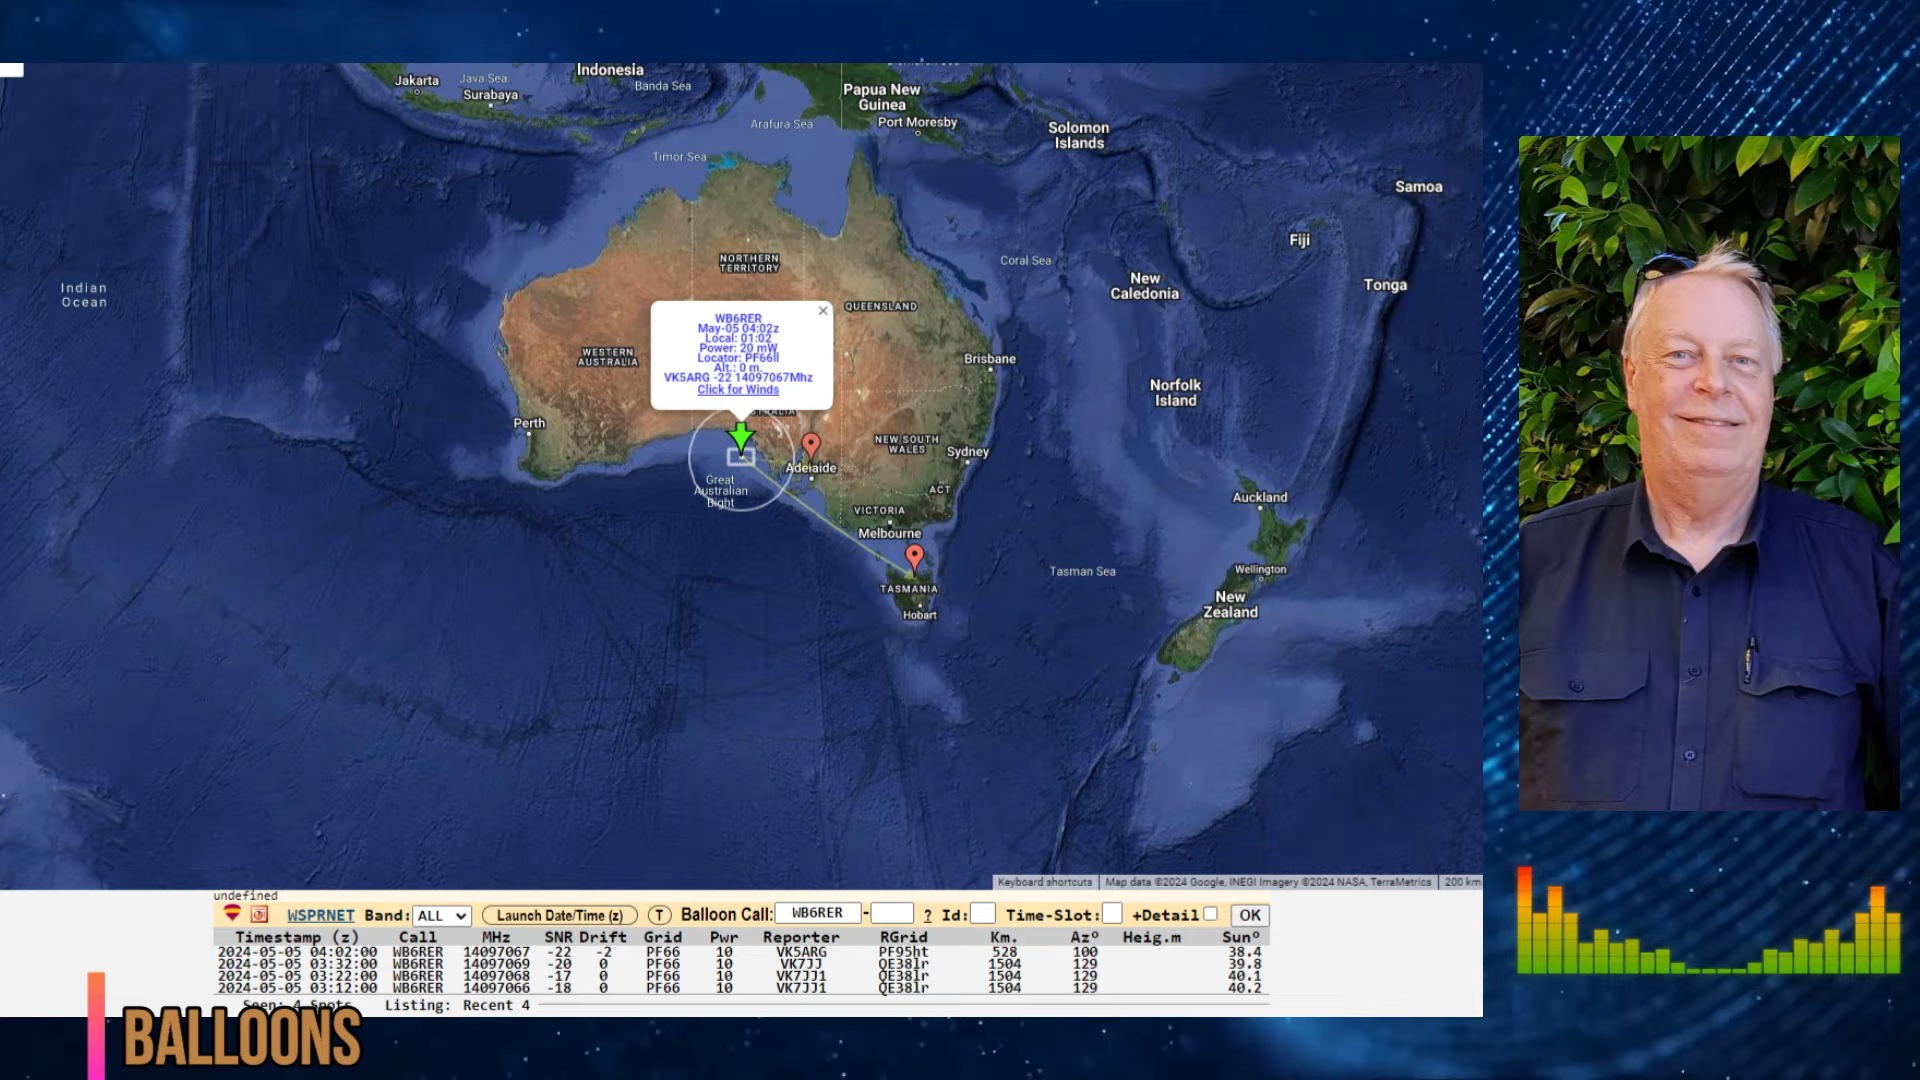 Jakarta
Java Sea
Surabaya
Indonesia
Banda Sea
Papua New
Guinea
Port Moresby
Arafura Sea
Timor Sea
Solomon
Islands
Samoa
Fiji
Tonga
Coral Sea
New
Caledonia
Indian
Ocean
NORTHERN
TERRITORY
QUEENSLAND
WESTERN
AUSTRALIA
WB6RER
May-05 04:02z
Local: 01:02
Power: 20 mW
Locator: PF66ll
Alt.: 0 m.
VK5ARG -22 14097067Mhz
Click for Winds
Brisbane
Norfolk
Island
Perth
NEW SOUTH
WALES
Sydney
Adelaide
Great
Australian
Bight
ACT
VICTORIA
Melbourne
Auckland
Tasman Sea
Wellington
TASMANIA
Hobart
New
Zealand
Keyboard shortcuts
Map data ©2024 Google, INEGI Imagery ©2024 NASA, TerraMetrics
200 km
undefined
WSPRNET Band: ALL Launch Date/Time (z) T Balloon Call: WB6RER - ? Id: Time-Slot: +Detail OK
Timestamp (z) Call MHz SNR Drift Grid Pwr Reporter RGrid Km. Azº Heig.m Sunº
2024-05-05 04:02:00 WB6RER 14097067 -22 -2 PF66 10 VK5ARG PF95ht 528 100 38.4
2024-05-05 03:32:00 WB6RER 14097069 -20 0 PF66 10 VK7JJ QE38lr 1504 129 39.8
2024-05-05 03:22:00 WB6RER 14097068 -17 0 PF66 10 VK7JJ1 QE38lr 1504 129 40.1
2024-05-05 03:12:00 WB6RER 14097066 -18 0 PF66 10 VK7JJ1 QE38lr 1504 129 40.2
Seen: 4 Spots Listing: Recent 4
BALLOONS